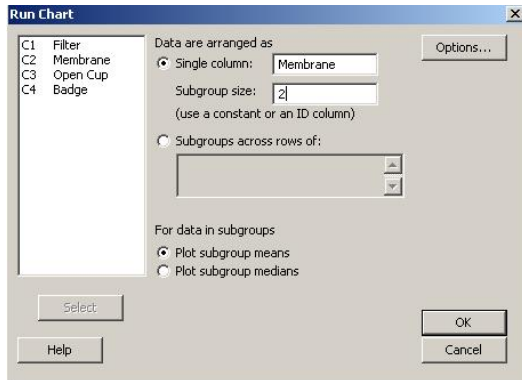 Run Chart
C1 Filter
C2 Membrane
C3 Open Cup
C4 Badge
Data are arranged as
Single column: Membrane
Subgroup size: 2
(use a constant or an ID column)
Subgroups across rows of:
For data in subgroups
Plot subgroup means
Plot subgroup medians
Options...
Select
Help
OK
Cancel